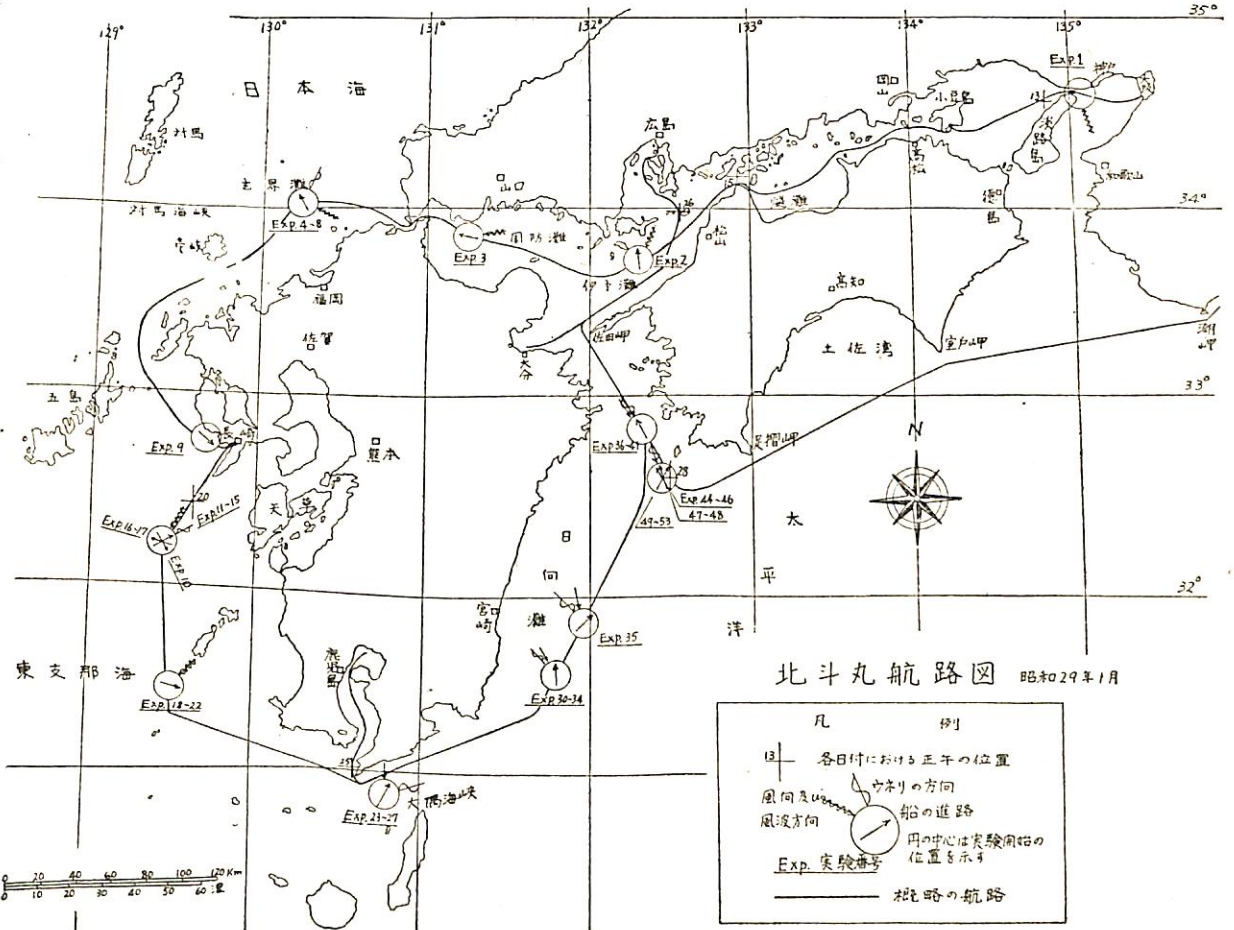 129°
130°
131°
132°
133°
134°
135°
35°
34°
33°
32°
日本海
対馬
玄界灘
対馬海峡
壱岐
福岡
佐賀
五島
長崎
熊本
天草
東支那海
鹿児島
大隅海峡
宮崎
日向灘
大分
佐田岬
伊予灘
周防灘
山口
広島
松山
燧灘
岡山
小豆島
高松
徳島
淡路島
神戸
大阪
和歌山
潮岬
高知
土佐湾
室戸岬
足摺岬
太平洋
N
Exp.1
Exp.2
Exp.3
Exp.4~8
Exp.9
Exp.10
Exp.11~15
Exp.16~17
Exp.18~22
Exp.23~27
Exp.30~34
Exp.35
Exp.36~41
Exp.44~46
47~48
49~53
13
15
20
25
26
28
北斗丸航路図 昭和29年1月
凡例
13 各日付における正午の位置
ウネリの方向
風向及び
風波方向
船の進路
円の中心は実験開始の
位置を示す
Exp. 実験番号
概略の航路
0 20 40 60 80 100 120 Km
0 10 20 30 40 50 60 浬